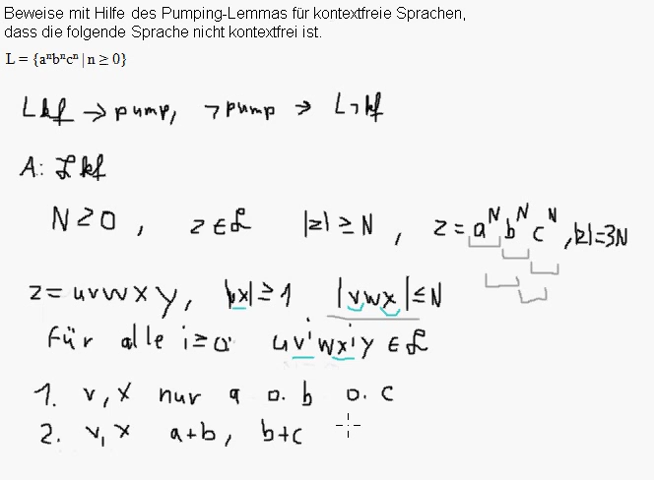 Beweise mit Hilfe des Pumping-Lemmas für kontextfreie Sprachen,
dass die folgende Sprache nicht kontextfrei ist.
L = {aⁿbⁿcⁿ | n ≥ 0}
L kf → pump, ¬pump → L¬kf
A: L kf
N ≥ 0, z ∈ L |z| ≥ N, z = aᴺbᴺcᴺ, |z| = 3N
z = uvwxy, |vx| ≥ 1 |vwx| ≤ N
für alle i ≥ 0 uvⁱwxⁱy ∈ L
1. v, x nur a o. b o. c
2. v, x a+b, b+c